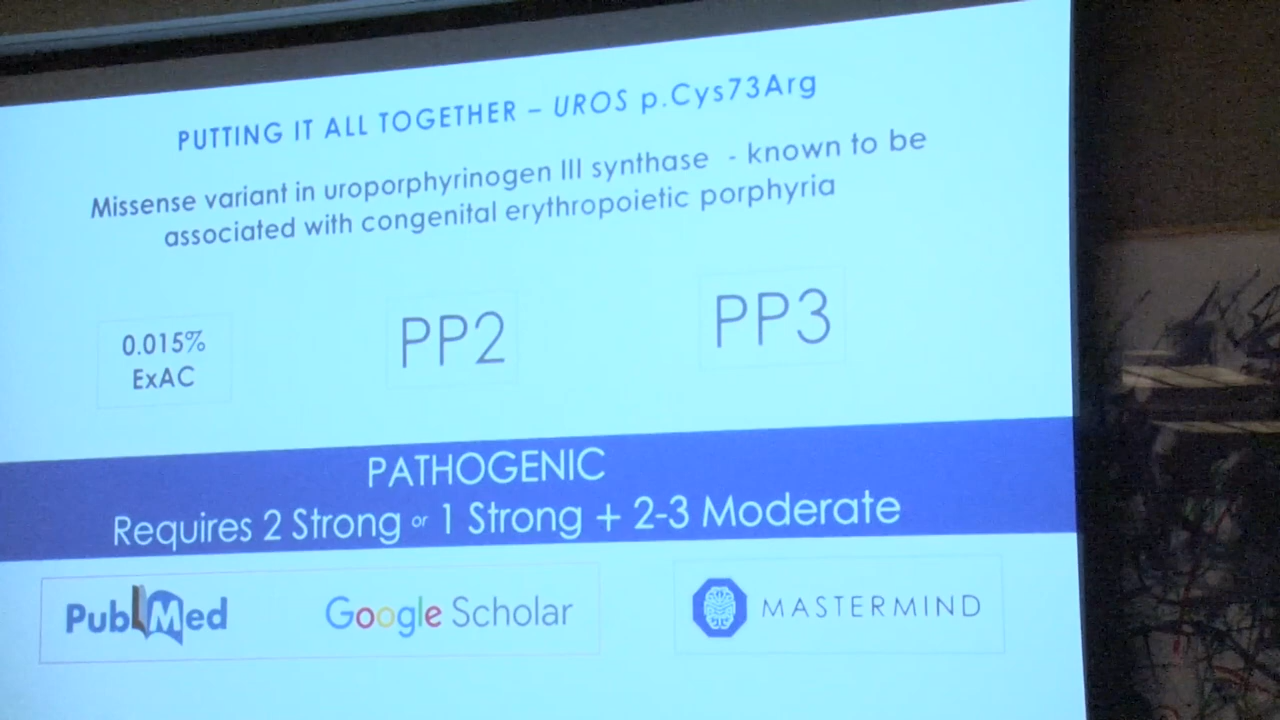 PUTTING IT ALL TOGETHER – UROS p.Cys73Arg
Missense variant in uroporphyrinogen III synthase - known to be
associated with congenital erythropoietic porphyria
0.015%
ExAC
PP2
PP3
PATHOGENIC
Requires 2 Strong or 1 Strong + 2-3 Moderate
PubMed
Google Scholar
MASTERMIND